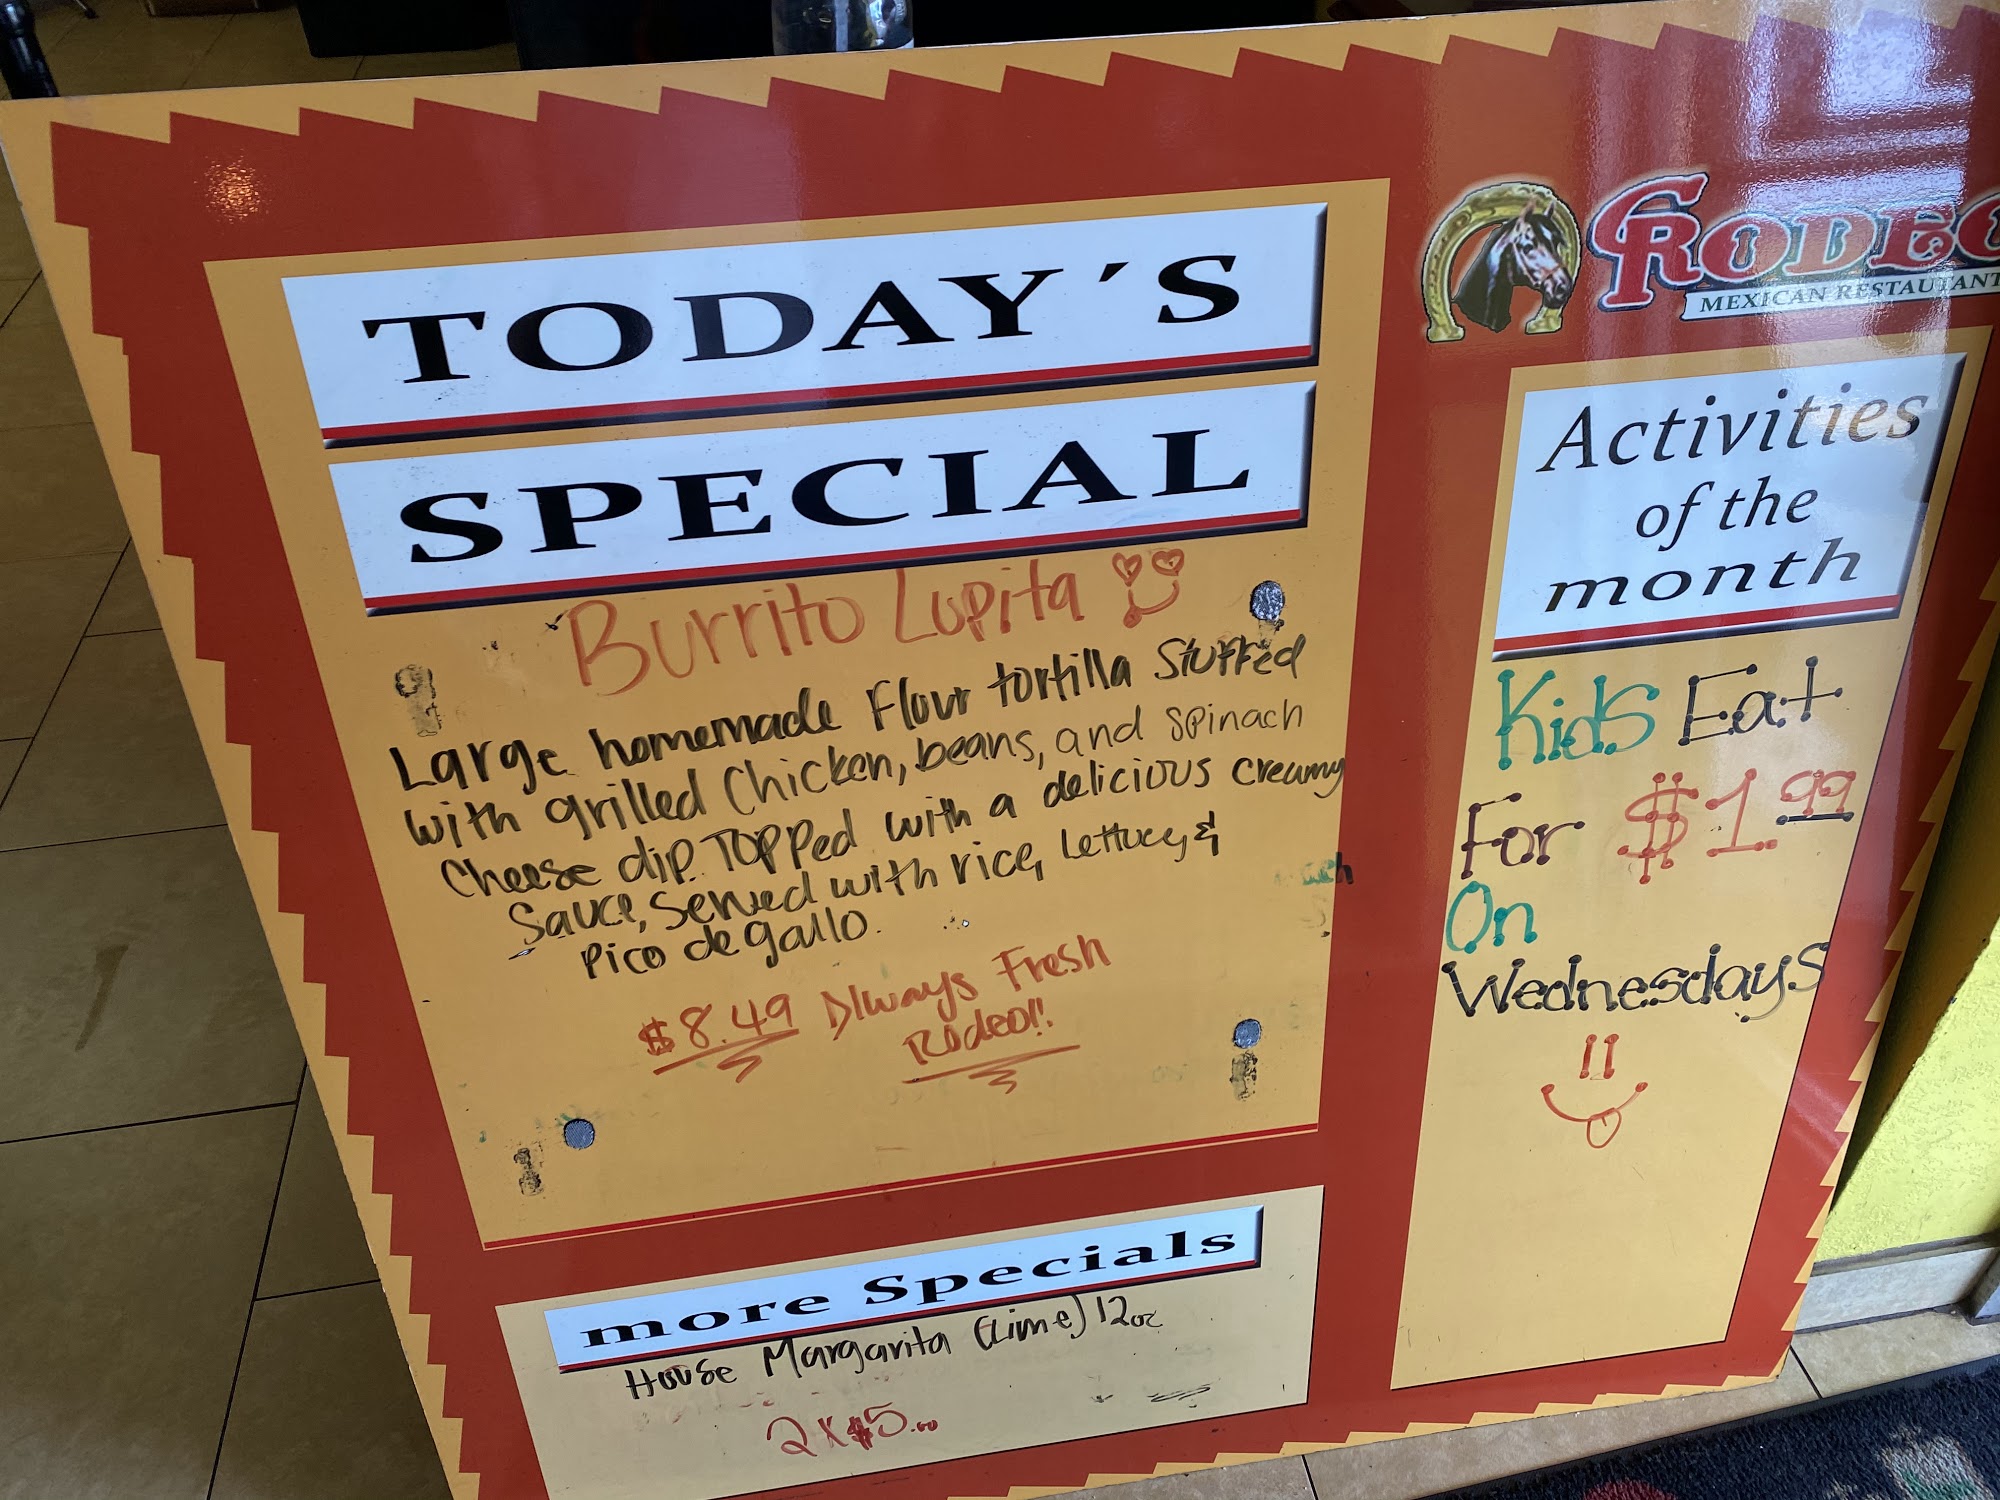 TODAY´S
SPECIAL
Burrito Lupita
Large homemade Flour tortilla Stuffed
with grilled Chicken, beans, and spinach
Cheese dip. Topped with a delicious creamy
Sauce, Served with rice, Lettuce, &
Pico de gallo.
$8.49 Always Fresh
Rodeo!!
more Specials
House Margarita (Lime) 12oz
2 x $5.00
RODEO
MEXICAN RESTAURANT
Activities
of the
month
Kids Eat
For $1.99
On
Wednesdays